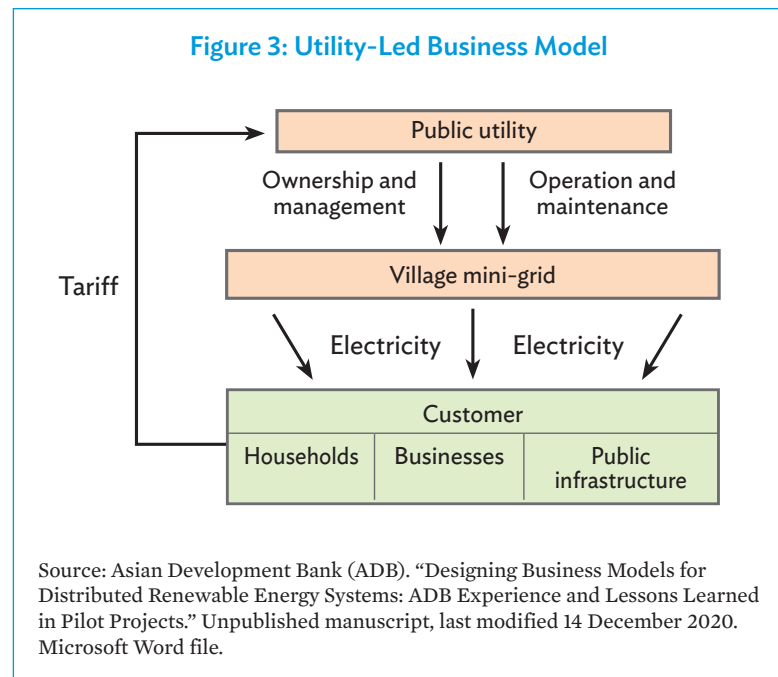 Figure 3: Utility-Led Business Model
Public utility
Ownership and
management
Operation and
maintenance
Tariff
Village mini-grid
Electricity
Electricity
Customer
Households
Businesses
Public
infrastructure
Source: Asian Development Bank (ADB). “Designing Business Models for
Distributed Renewable Energy Systems: ADB Experience and Lessons Learned
in Pilot Projects.” Unpublished manuscript, last modified 14 December 2020.
Microsoft Word file.